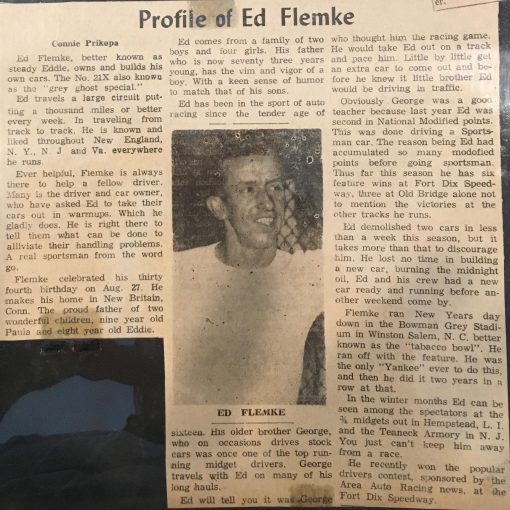 er.
Profile of Ed Flemke
Connie Prikopa
Ed Flemke, better known as
steady Eddie, owns and builds his
own cars. The No. 21X also known
as the "grey ghost special."
Ed travels a large circuit put-
ting a thousand miles or better
every week. In traveling from
track to track. He is known and
liked throughout New England,
N. Y., N. J and Va. everywhere
he runs.
Ever helpful, Flemke is always
there to help a fellow driver.
Many is the driver and car owner,
who have asked Ed to take their
cars out in warmups. Which he
gladly does. He is right there to
tell them what can be done to
alliviate their handling problems.
A real sportsman from the word
go.
Flemke celebrated his thirty
fourth birthday on Aug. 27. He
makes his home in New Britain,
Conn. The proud father of two
wonderful children, nine year old
Paula and eight year old Eddie.
Ed comes from a family of two
boys and four girls. His father
who is now seventy three years
young, has the vim and vigor of a
boy. With a keen sense of humor
to match that of his sons.
Ed has been in the sport of auto
racing since the tender age of
ED FLEMKE
sixteen. His older brother George,
who on occasions drives stock
cars was once one of the top run-
ning midget drivers. George
travels with Ed on many of his
long hauls.
Ed will tell you it was George
who thought him the racing game.
He would take Ed out on a track
and pace him. Little by little get
an extra car to come out and be-
fore he knew it little brother Ed
would be driving in traffic.
Obviously George was a good
teacher because last year Ed was
second in National Modified points.
This was done driving a Sports-
man car. The reason being Ed had
accumulated so many modofied
points before going sportsman.
Thus far this season he has six
feature wins at Fort Dix Speed-
way, three at Old Bridge alone not
to mention the victories at the
other tracks he runs.
Ed demolished two cars in less
than a week this season, but it
takes more than that to discourage
him. He lost no time in building
a new car, burning the midnight
oil, Ed and his crew had a new
car ready and running before an-
other weekend come by.
Flemke ran New Years day
down in the Bowman Grey Stadi-
um in Winston Salem, N. C. better
known as the "tabacco bowl". He
ran off with the feature. He was
the only "Yankee" ever to do this,
and then he did it two years in a
row at that.
In the winter months Ed can be
seen among the spectators at the
¾ midgets out in Hempstead, L. I.
and the Teaneck Armory in N. J.
You just can't keep him away
from a race.
He recently won the popular
drivers contest, sponsored by the
Area Auto Racing news, at the
Fort Dix Speedway.